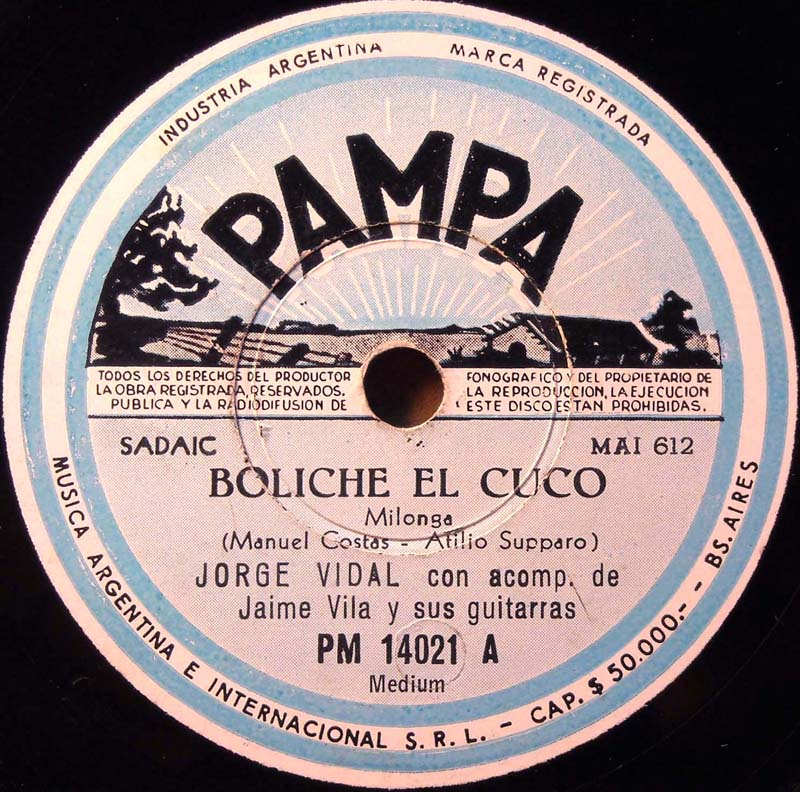 INDUSTRIA ARGENTINA MARCA REGISTRADA
PAMPA
TODOS LOS DERECHOS DEL PRODUCTOR FONOGRAFICO Y DEL PROPIETARIO DE
LA OBRA REGISTRADA, RESERVADOS. LA REPRODUCCION, LA EJECUCION
PUBLICA Y LA RADIODIFUSION DE ESTE DISCO ESTAN PROHIBIDAS.
SADAIC MAI 612
BOLICHE EL CUCO
Milonga
(Manuel Costas - Atilio Supparo)
JORGE VIDAL con acomp. de
Jaime Vila y sus guitarras
PM 14021 A
Medium
MUSICA ARGENTINA E INTERNACIONAL S. R. L. - CAP. $ 50.000.- - BS. AIRES